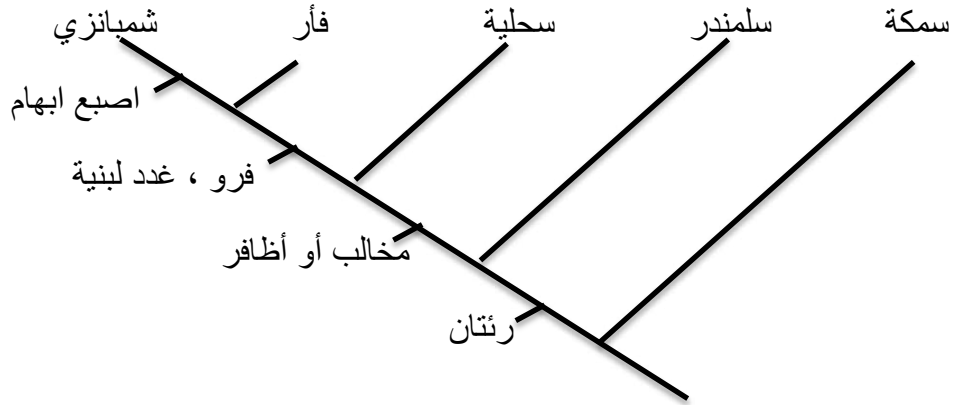 سمكة
سلمندر
سحلية
فأر
شمبانزي
اصبع ابهام
فرو ، غدد لبنية
مخالب أو أظافر
رئتان